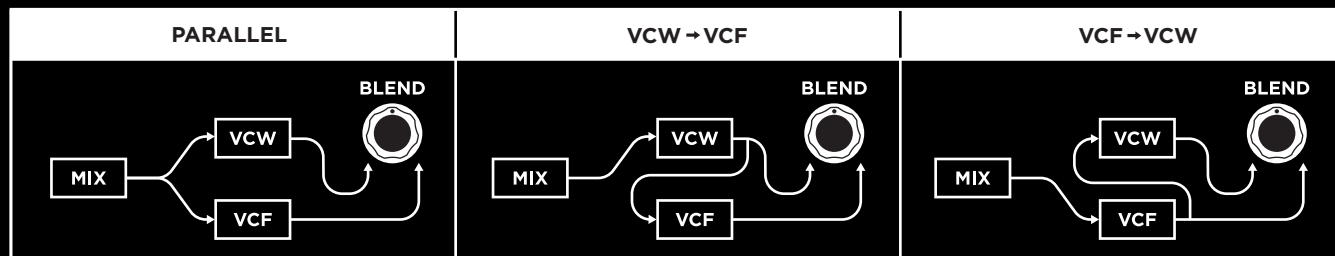 PARALLEL
VCW → VCF
VCF → VCW
BLEND
VCW
MIX
VCF
BLEND
VCW
MIX
VCF
BLEND
VCW
MIX
VCF